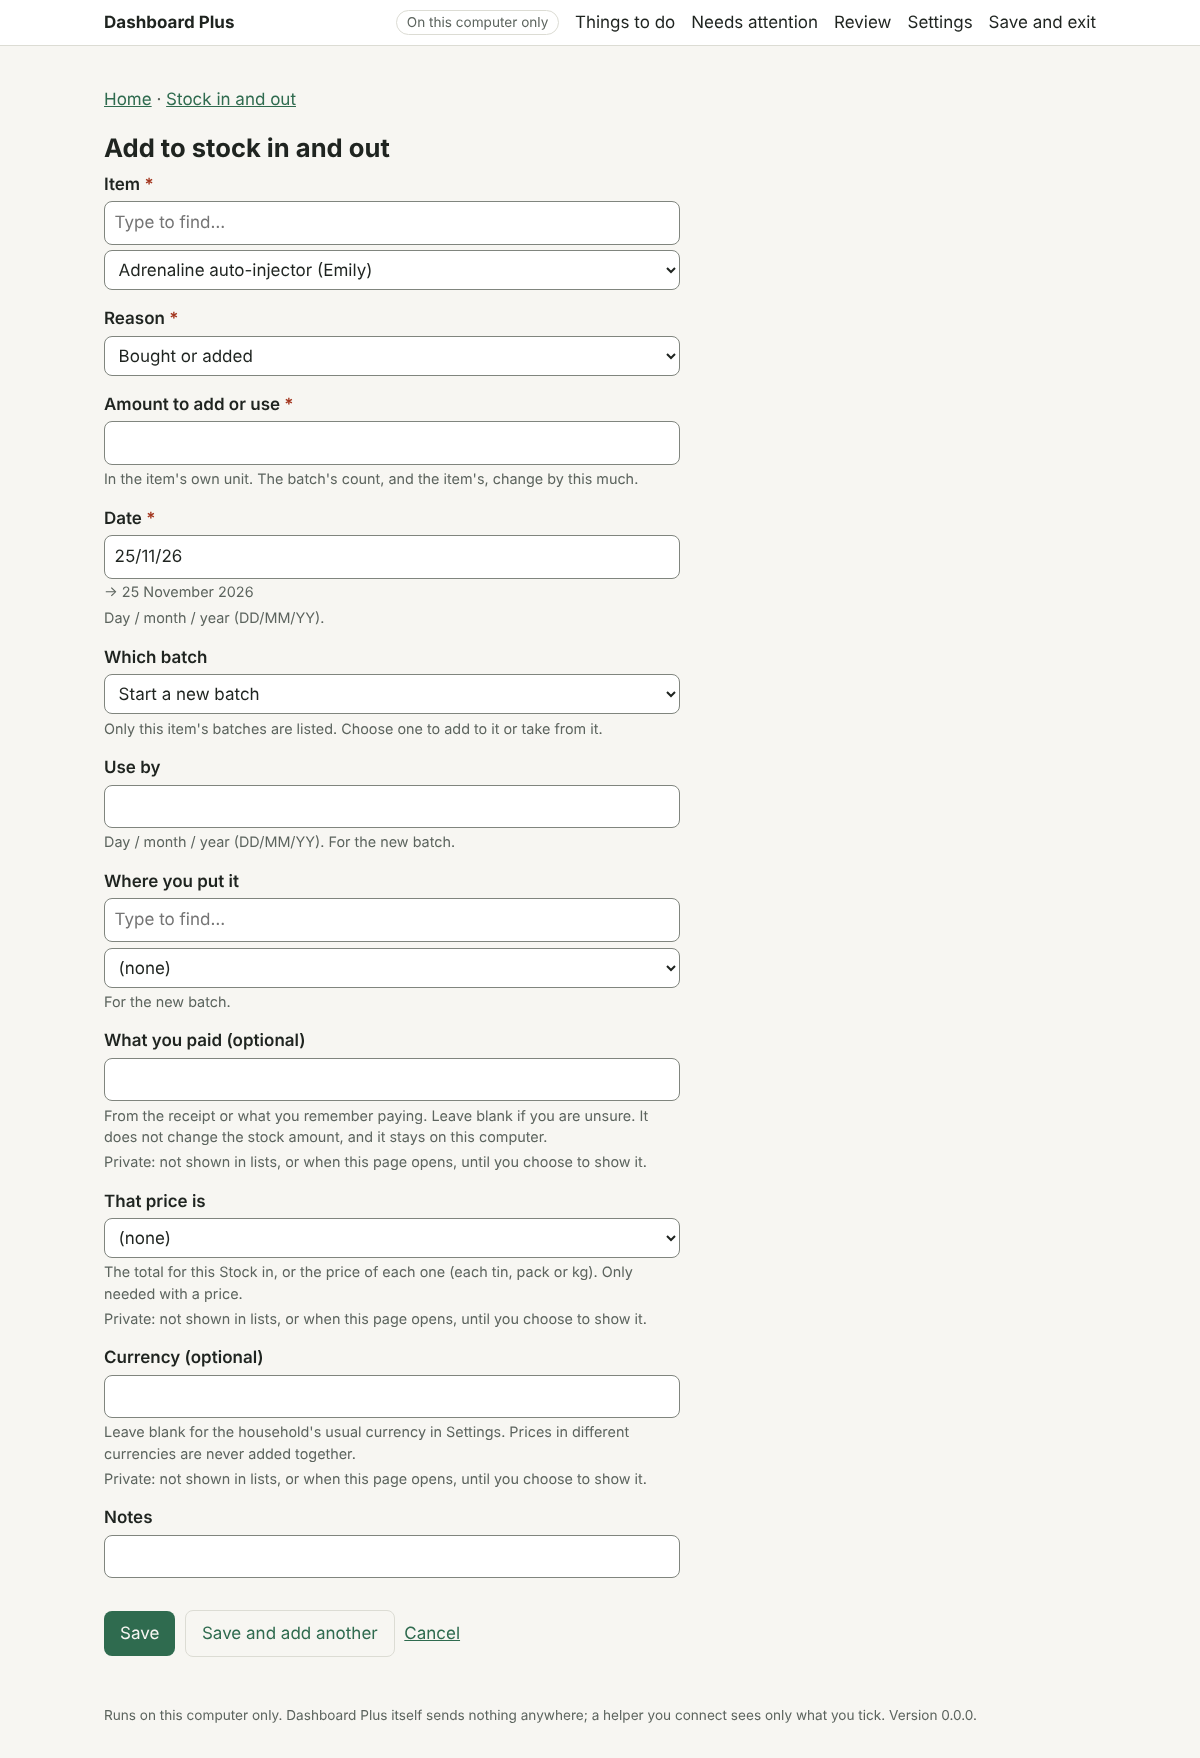 Dashboard Plus
On this computer only
Things to do
Needs attention
Review
Settings
Save and exit
Home · Stock in and out
Add to stock in and out
Item *
Type to find...
Adrenaline auto-injector (Emily)
Reason *
Bought or added
Amount to add or use *
In the item's own unit. The batch's count, and the item's, change by this much.
Date *
25/11/26
→ 25 November 2026
Day / month / year (DD/MM/YY).
Which batch
Start a new batch
Only this item's batches are listed. Choose one to add to it or take from it.
Use by
Day / month / year (DD/MM/YY). For the new batch.
Where you put it
Type to find...
(none)
For the new batch.
What you paid (optional)
From the receipt or what you remember paying. Leave blank if you are unsure. It
does not change the stock amount, and it stays on this computer.
Private: not shown in lists, or when this page opens, until you choose to show it.
That price is
(none)
The total for this Stock in, or the price of each one (each tin, pack or kg). Only
needed with a price.
Private: not shown in lists, or when this page opens, until you choose to show it.
Currency (optional)
Leave blank for the household's usual currency in Settings. Prices in different
currencies are never added together.
Private: not shown in lists, or when this page opens, until you choose to show it.
Notes
Save
Save and add another
Cancel
Runs on this computer only. Dashboard Plus itself sends nothing anywhere; a helper you connect sees only what you tick. Version 0.0.0.